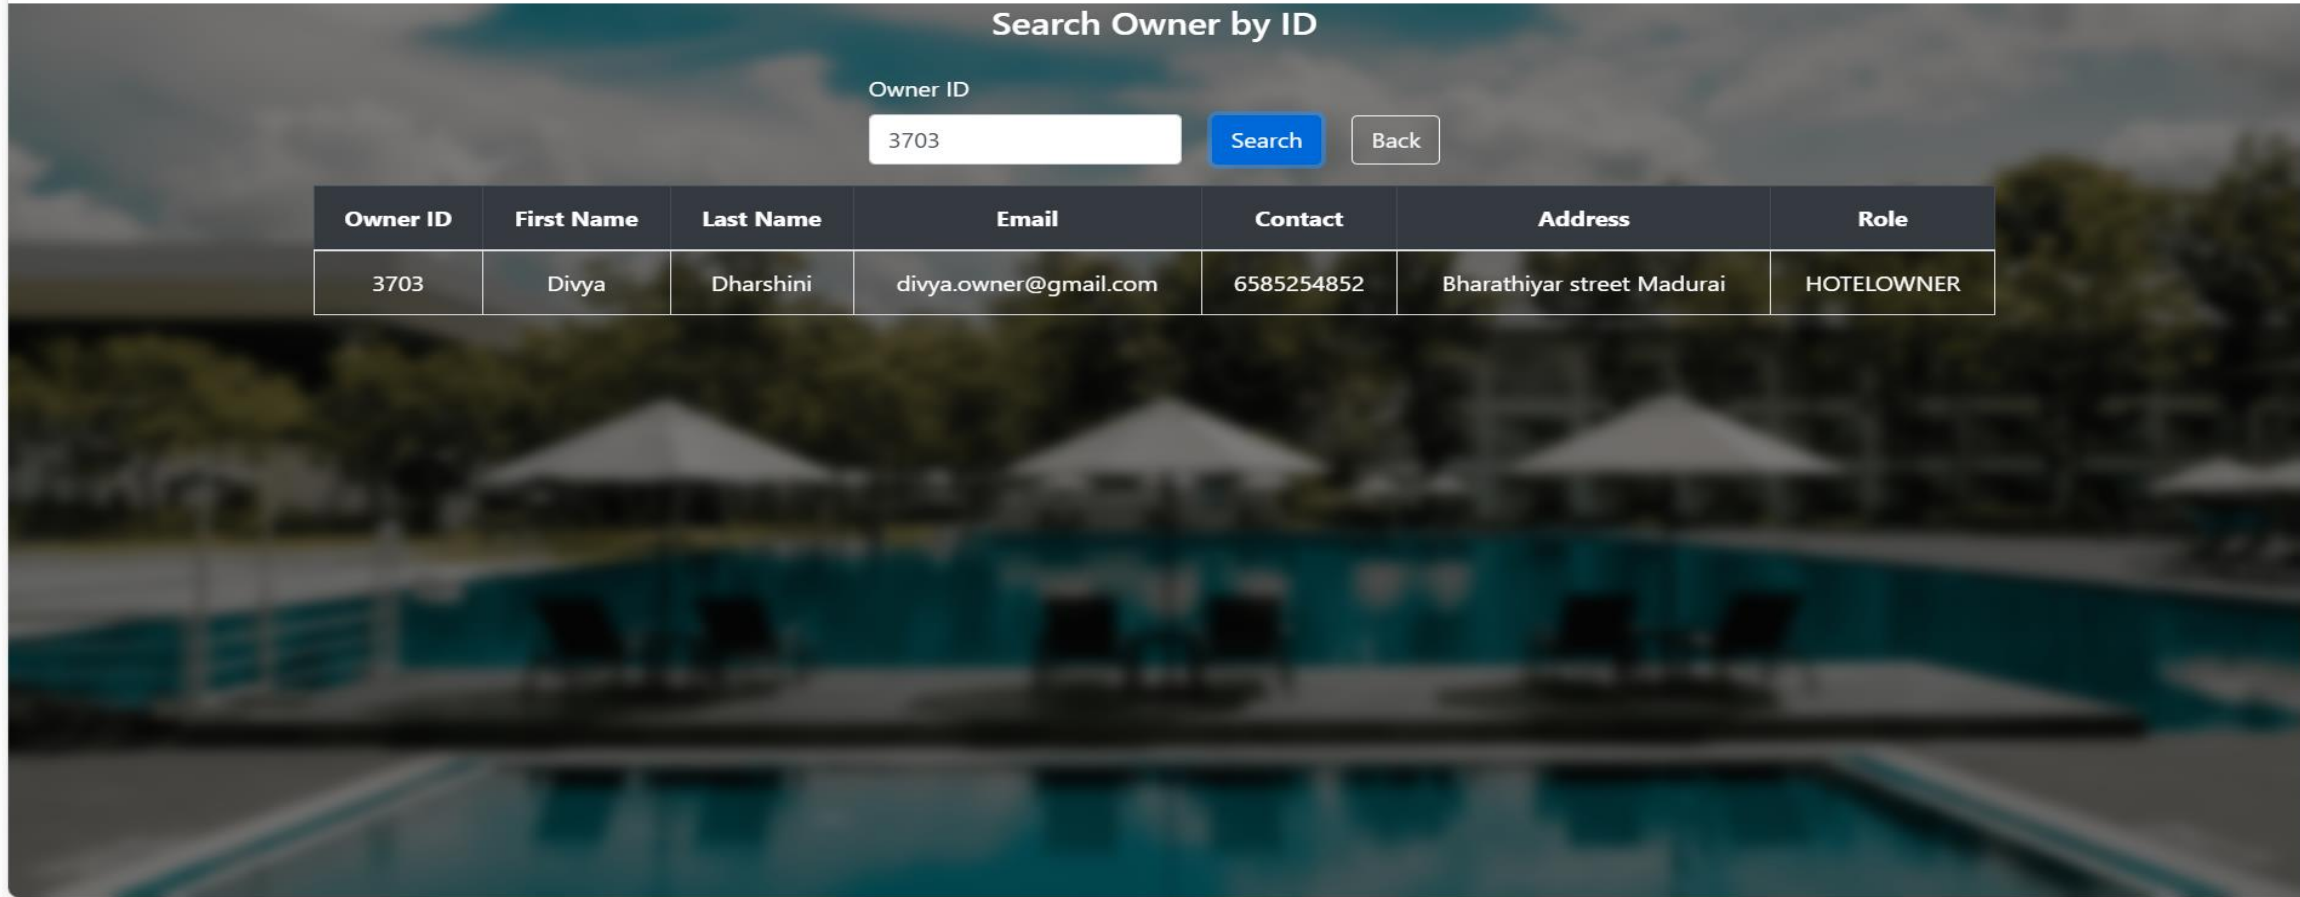 Search Owner by ID
Owner ID
3703 Search Back
Owner ID First Name Last Name Email Contact Address Role
3703 Divya Dharshini divya.owner@gmail.com 6585254852 Bharathiyar street Madurai HOTELOWNER